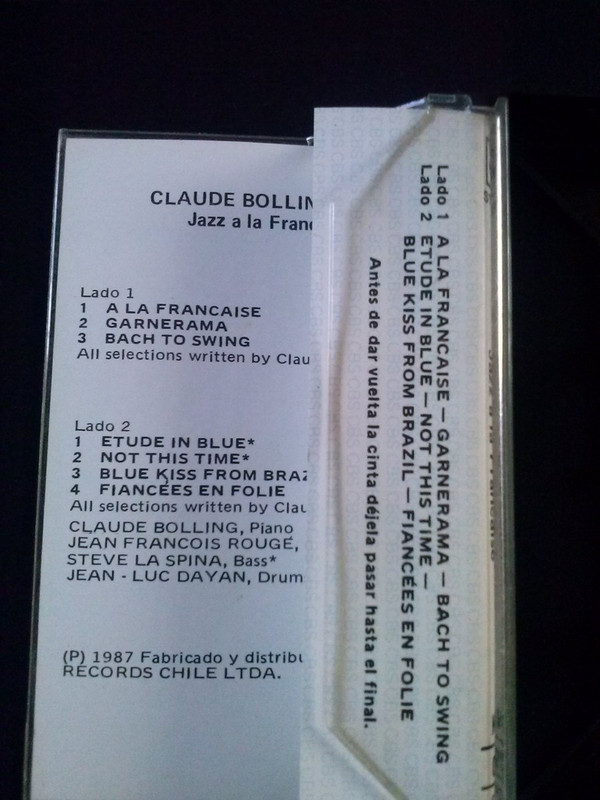 CLAUDE BOLLIN
Jazz a la Fran
Lado 1
1 A LA FRANCAISE
2 GARNERAMA
3 BACH TO SWING
All selections written by Clau
Lado 2
1 ETUDE IN BLUE*
2 NOT THIS TIME*
3 BLUE KISS FROM BRAZ
4 FIANCÉES EN FOLIE
All selections written by Clau
CLAUDE BOLLING, Piano
JEAN FRANCOIS ROUGÉ,
STEVE LA SPINA, Bass*
JEAN - LUC DAYAN, Drum
(P) 1987 Fabricado y distribu
RECORDS CHILE LTDA.
Lado 1 A LA FRANCAISE — GARNERAMA — BACH TO SWING
Lado 2 ETUDE IN BLUE — NOT THIS TIME —
BLUE KISS FROM BRAZIL — FIANCÉES EN FOLIE
Antes de dar vuelta la cinta déjela pasar hasta el final.